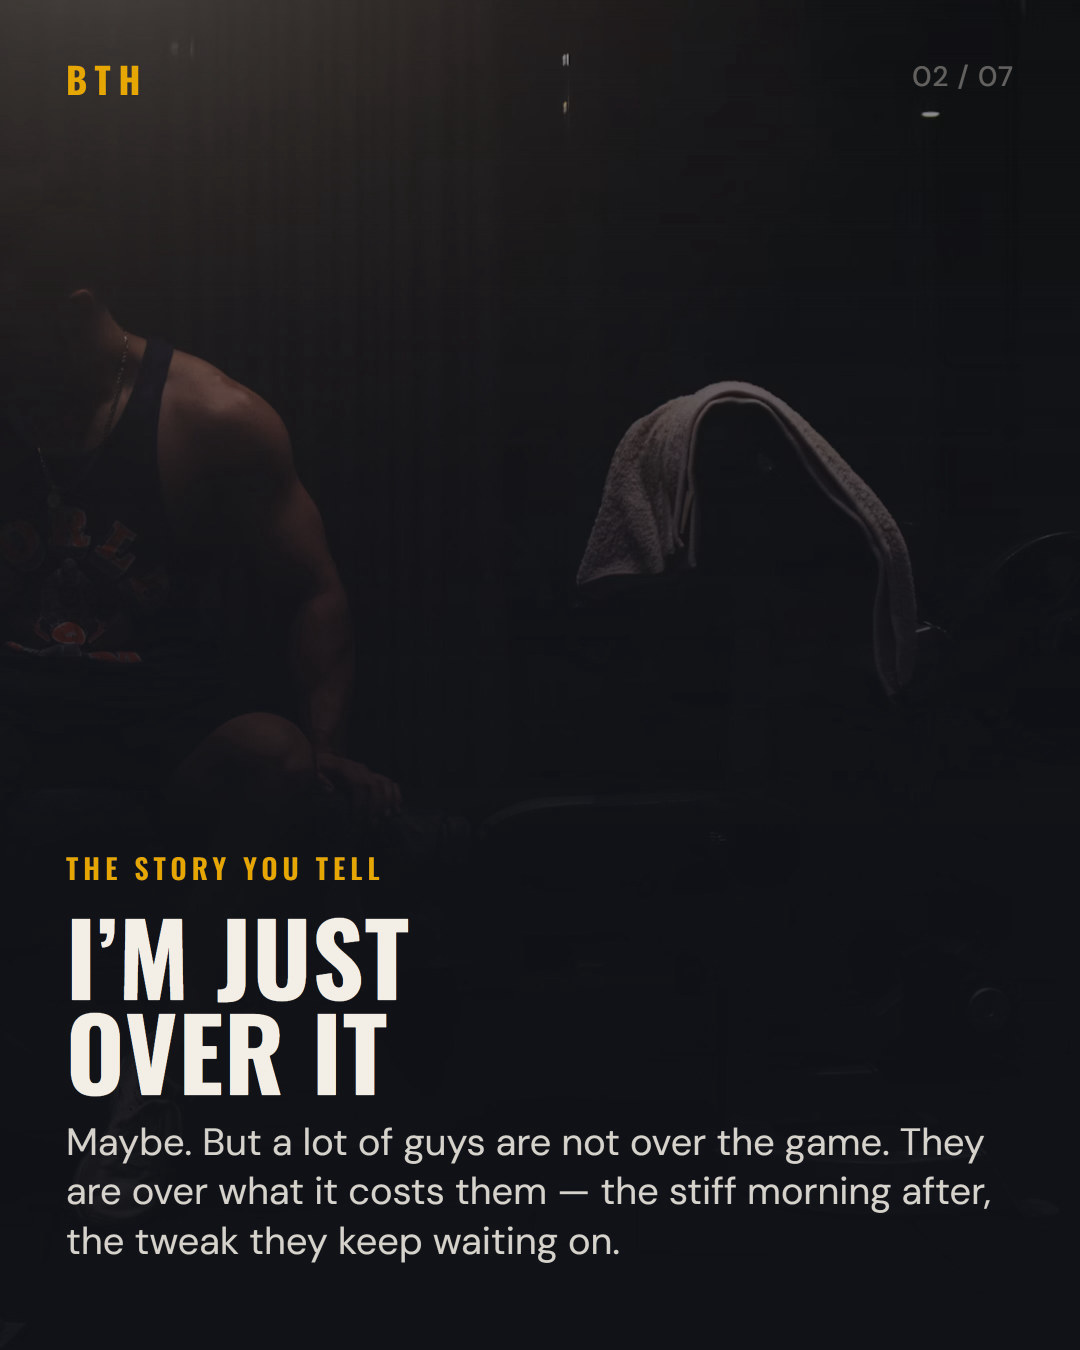 BTH
02 / 07
THE STORY YOU TELL
I’M JUST
OVER IT
Maybe. But a lot of guys are not over the game. They
are over what it costs them — the stiff morning after,
the tweak they keep waiting on.